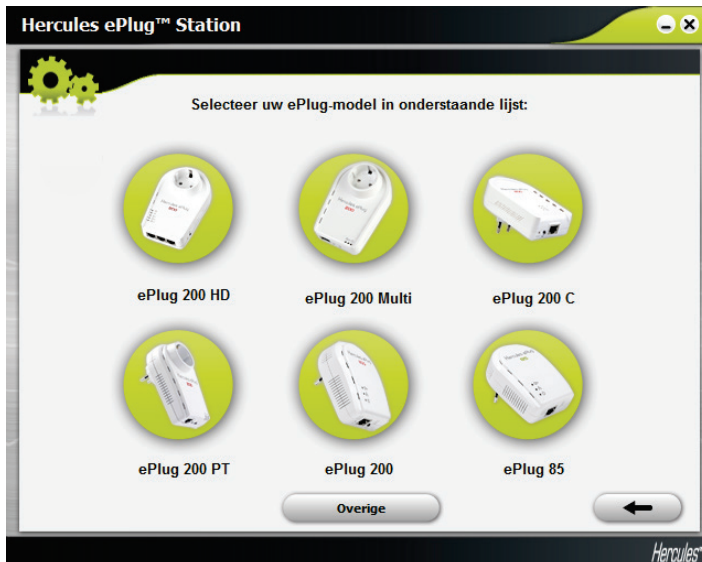 Hercules ePlug™ Station
Selecteer uw ePlug-model in onderstaande lijst:
ePlug 200 HD
ePlug 200 Multi
ePlug 200 C
ePlug 200 PT
ePlug 200
ePlug 85
Overige
Hercules